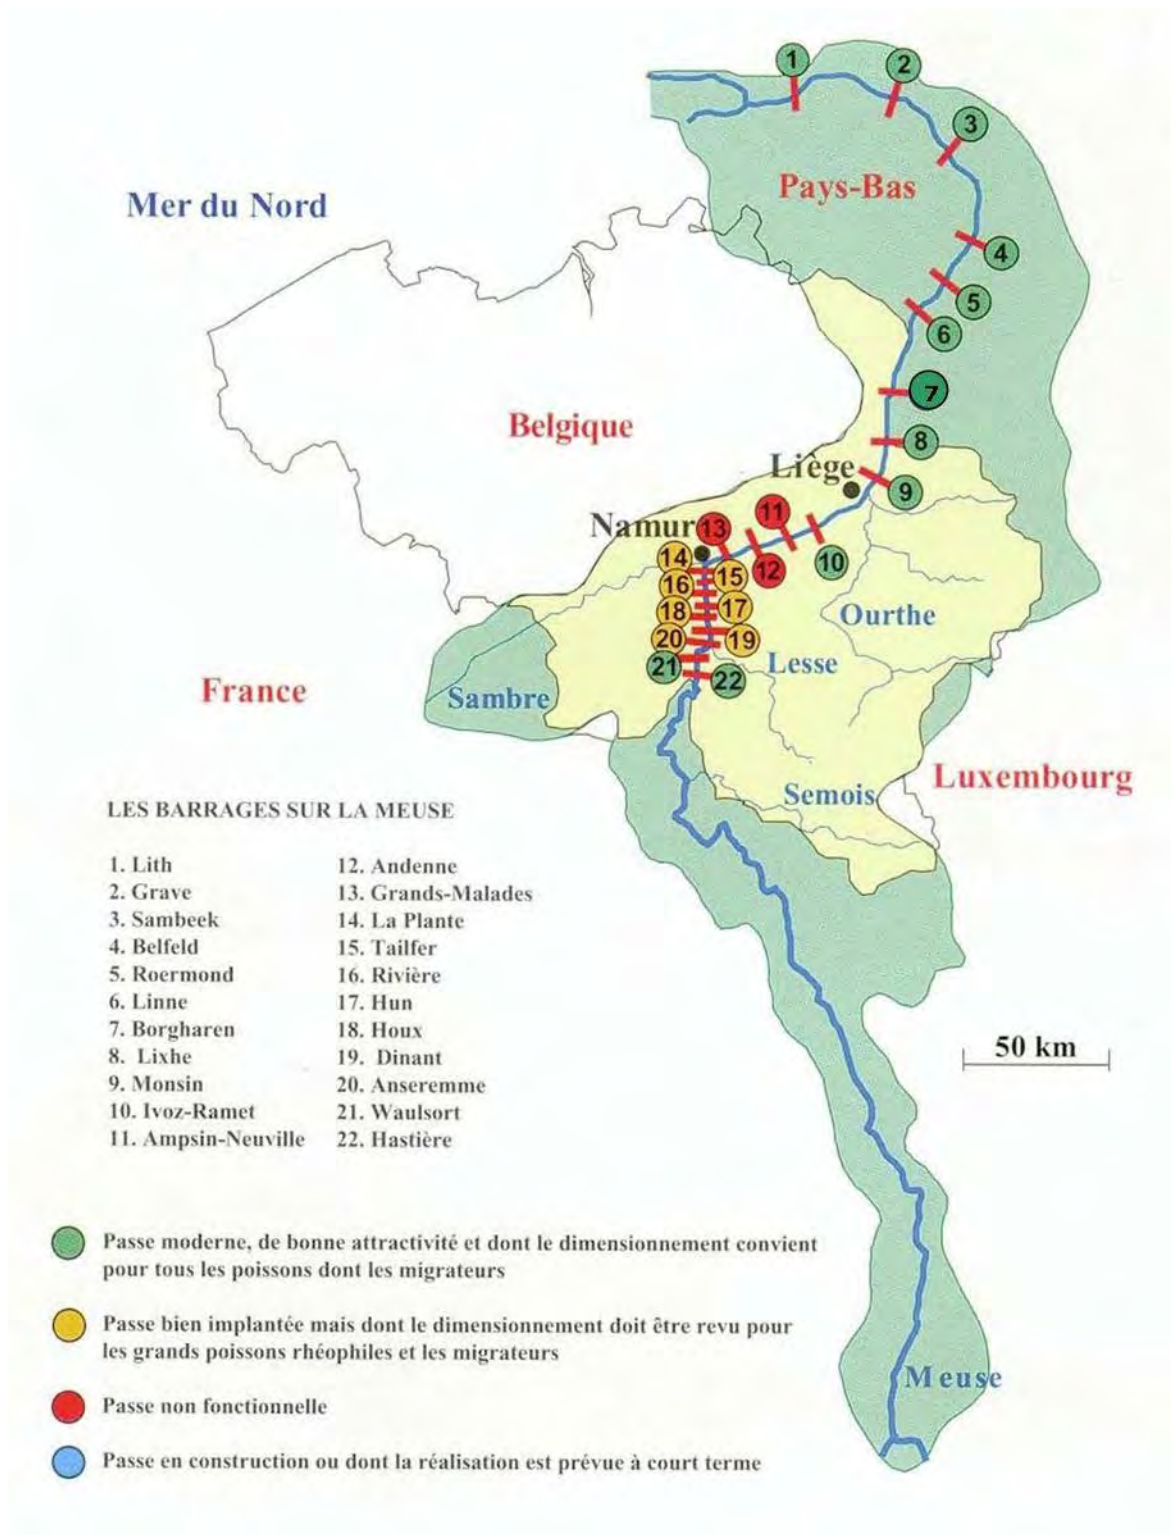 1
2
3
Pays-Bas
Mer du Nord
4
5
6
7
Belgique
8
Liège
9
11
Namur
13
10
12
14
15
16
17
18
Ourthe
20
19
21
Lesse
22
France
Sambre
Luxembourg
Semois
LES BARRAGES SUR LA MEUSE
1. Lith
2. Grave
3. Sambeek
4. Belfeld
5. Roermond
6. Linne
7. Borgharen
8. Lixhe
9. Monsin
10. Ivoz-Ramet
11. Ampsin-Neuville
12. Andenne
13. Grands-Malades
14. La Plante
15. Tailfer
16. Rivière
17. Hun
18. Houx
19. Dinant
20. Anseremme
21. Waulsort
22. Hastière
50 km
Passe moderne, de bonne attractivité et dont le dimensionnement convient
pour tous les poissons dont les migrateurs
Passe bien implantée mais dont le dimensionnement doit être revu pour
les grands poissons rhéophiles et les migrateurs
Meuse
Passe non fonctionnelle
Passe en construction ou dont la réalisation est prévue à court terme